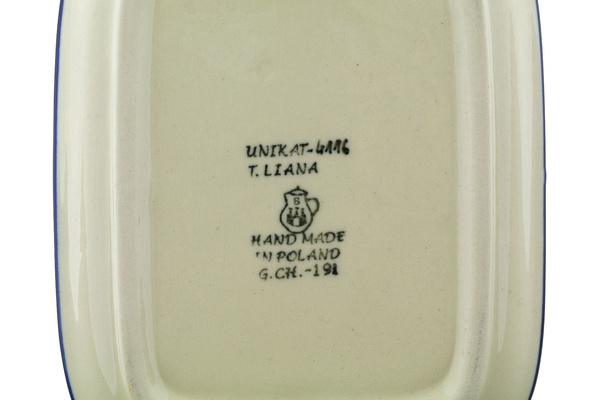 UNIKAT-4116
T. LIANA
B
HAND MADE
IN POLAND
G.CH.-191